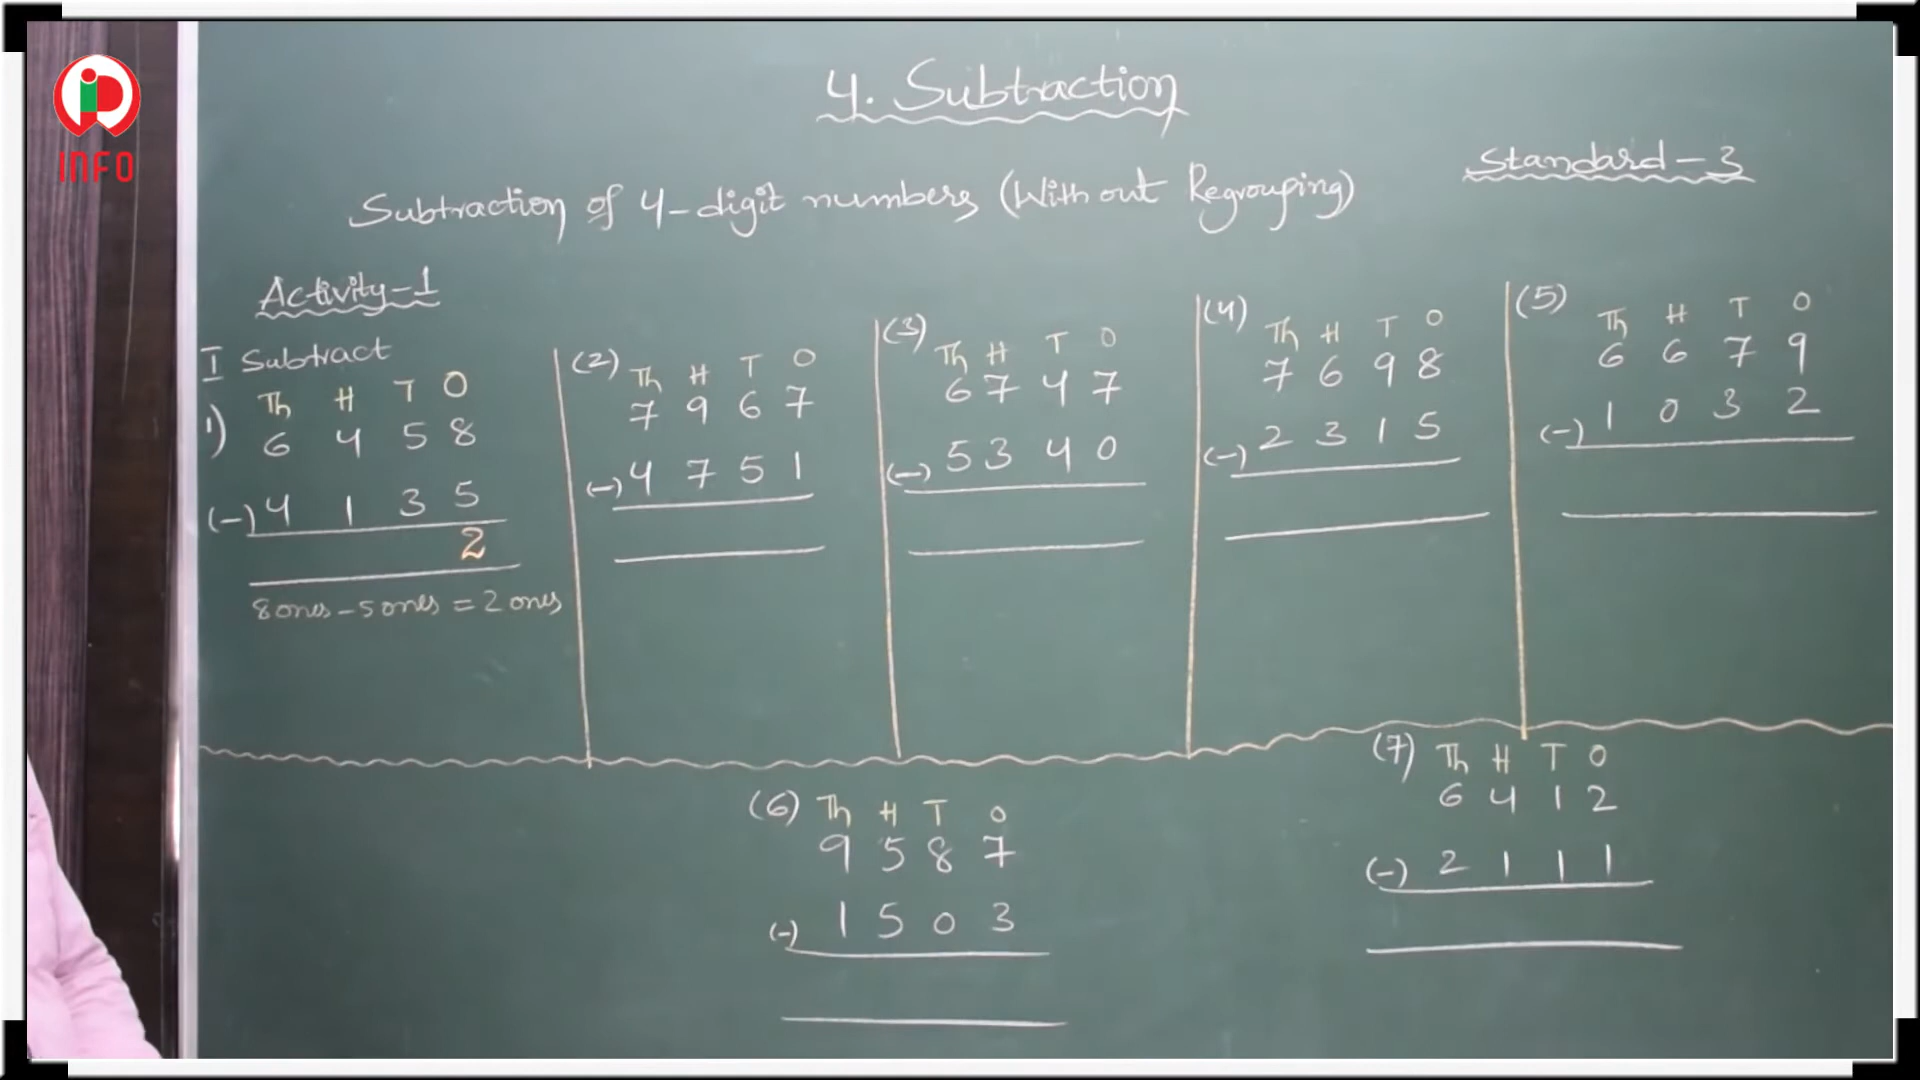 INFO
4. Subtraction
Standard-3
Subtraction of 4-digit numbers (Without Regrouping)
Activity-1
I Subtract
1) Th H T O
6 4 5 8
(-) 4 1 3 5
2
8 ones - 5 ones = 2 ones
(2) Th H T O
7 9 6 7
(-) 4 7 5 1
(3) Th H T O
6 7 4 7
(-) 5 3 4 0
(4) Th H T O
7 6 9 8
(-) 2 3 1 5
(5) Th H T O
6 6 7 9
(-) 1 0 3 2
(6) Th H T O
9 5 8 7
(-) 1 5 0 3
(7) Th H T O
6 4 1 2
(-) 2 1 1 1